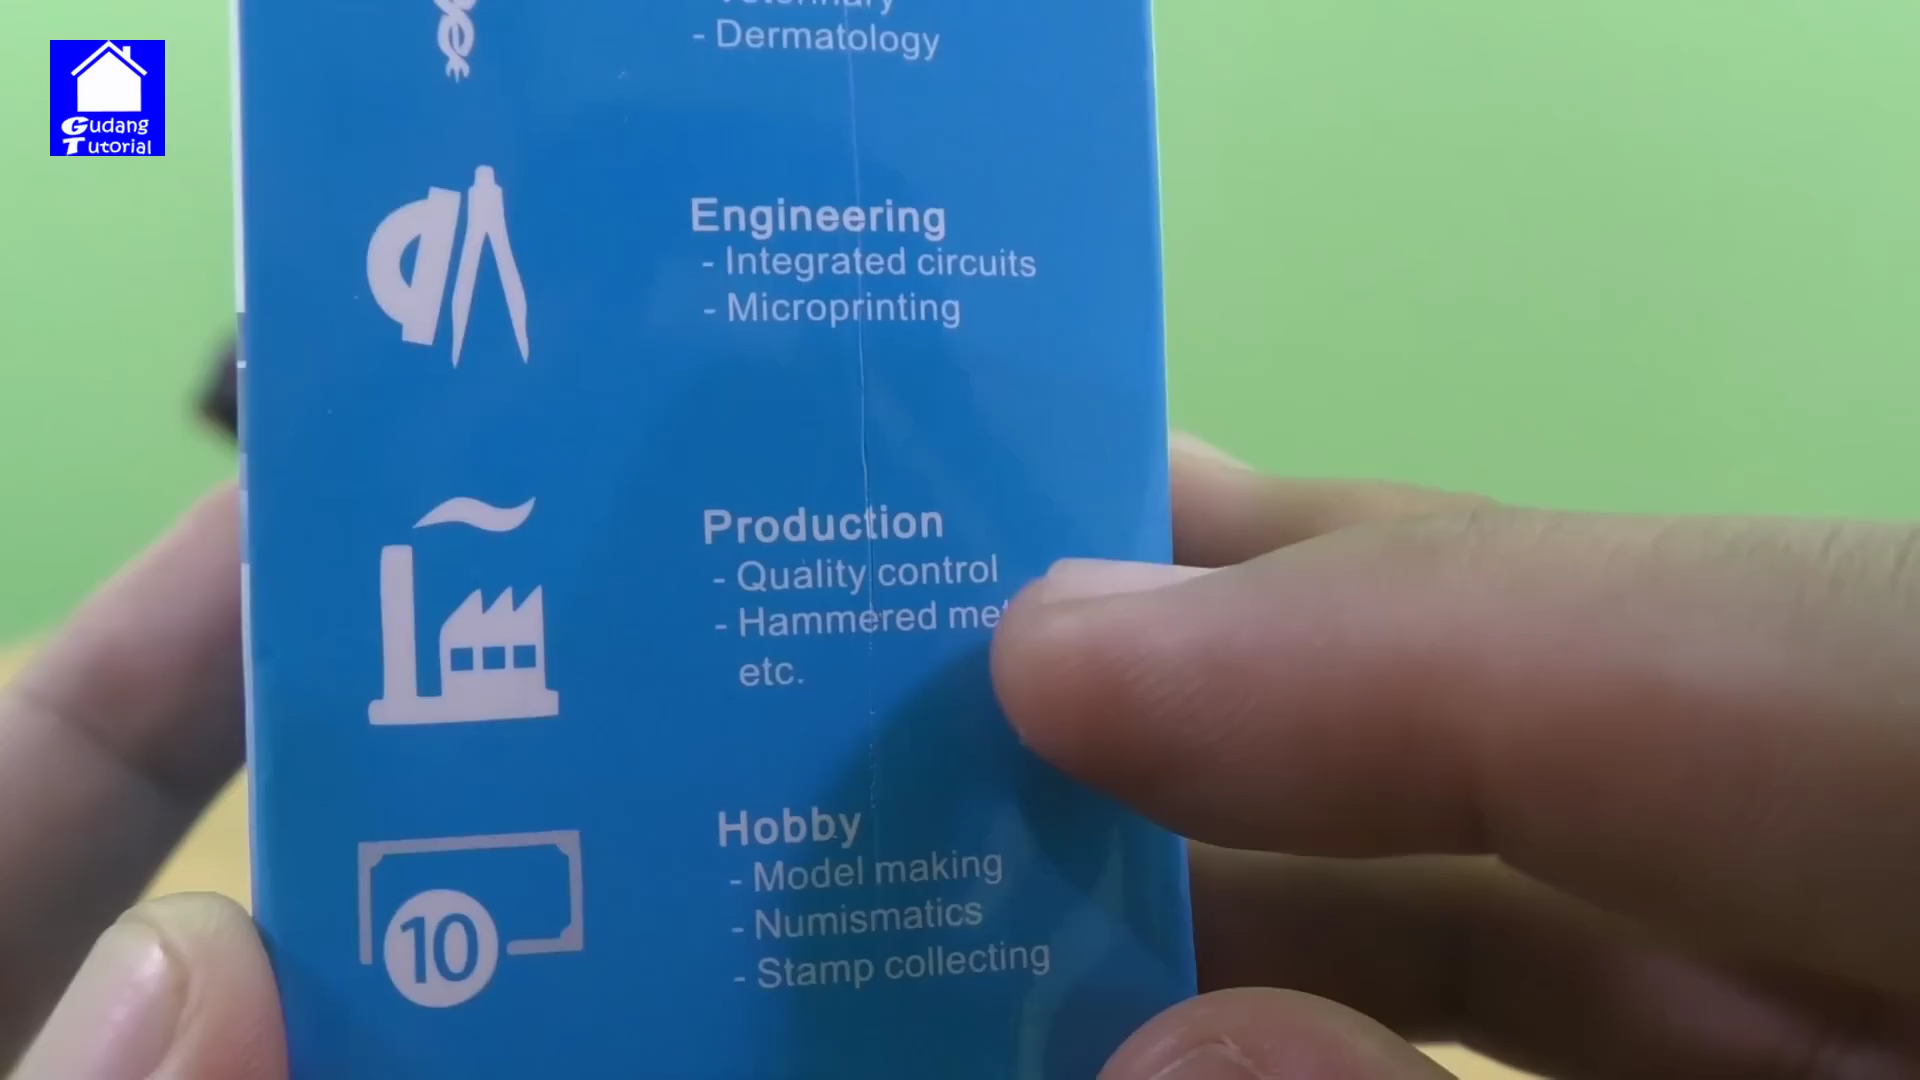 Gudang
Tutorial
Veterinary
- Dermatology
Engineering
- Integrated circuits
- Microprinting
Production
- Quality control
- Hammered
etc.
Hobby
- Model making
- Numismatics
- Stamp collecting
10